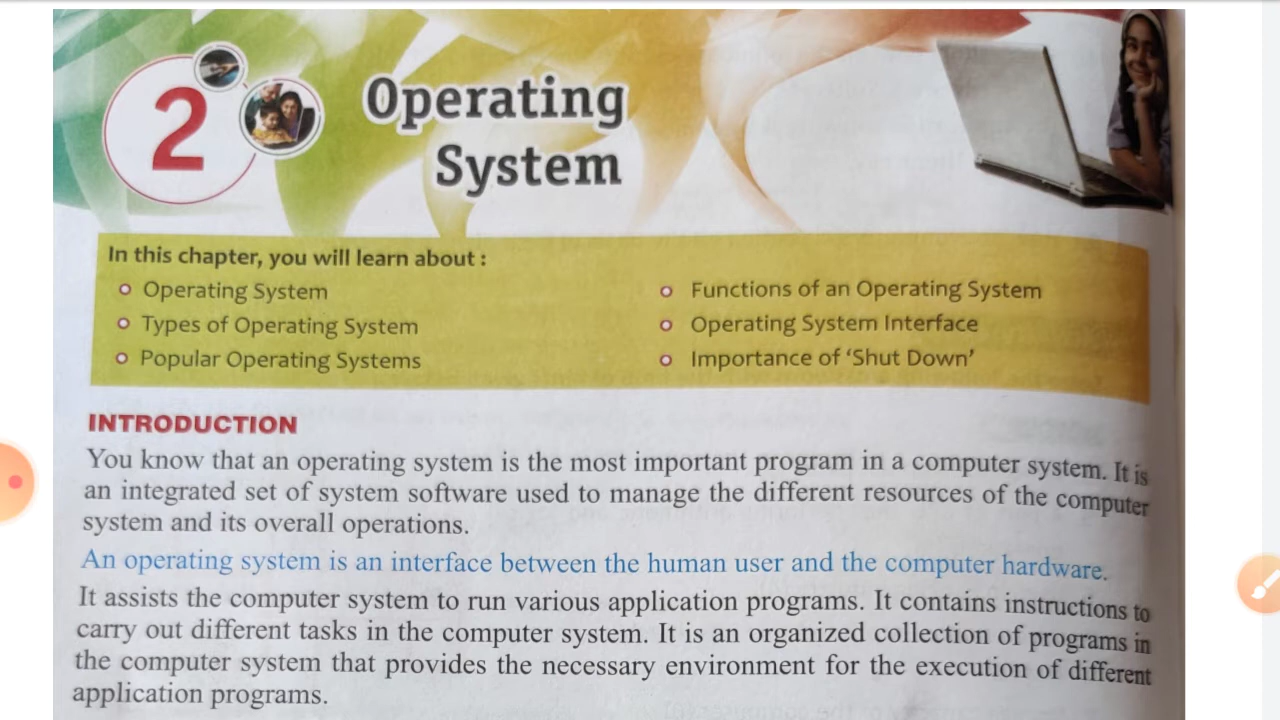 2
Operating
System
In this chapter, you will learn about :
Operating System
Types of Operating System
Popular Operating Systems
Functions of an Operating System
Operating System Interface
Importance of ‘Shut Down’
INTRODUCTION
You know that an operating system is the most important program in a computer system. It is
an integrated set of system software used to manage the different resources of the computer
system and its overall operations.
An operating system is an interface between the human user and the computer hardware.
It assists the computer system to run various application programs. It contains instructions to
carry out different tasks in the computer system. It is an organized collection of programs in
the computer system that provides the necessary environment for the execution of different
application programs.